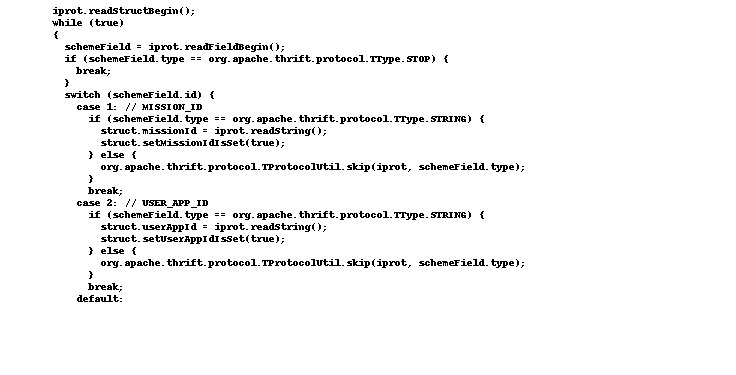 iprot.readStructBegin();
while (true)
{
schemeField = iprot.readFieldBegin();
if (schemeField.type == org.apache.thrift.protocol.TType.STOP) {
break;
}
switch (schemeField.id) {
case 1: // MISSION_ID
if (schemeField.type == org.apache.thrift.protocol.TType.STRING) {
struct.missionId = iprot.readString();
struct.setMissionIdIsSet(true);
} else {
org.apache.thrift.protocol.TProtocolUtil.skip(iprot, schemeField.type);
}
break;
case 2: // USER_APP_ID
if (schemeField.type == org.apache.thrift.protocol.TType.STRING) {
struct.userAppId = iprot.readString();
struct.setUserAppIdIsSet(true);
} else {
org.apache.thrift.protocol.TProtocolUtil.skip(iprot, schemeField.type);
}
break;
default: